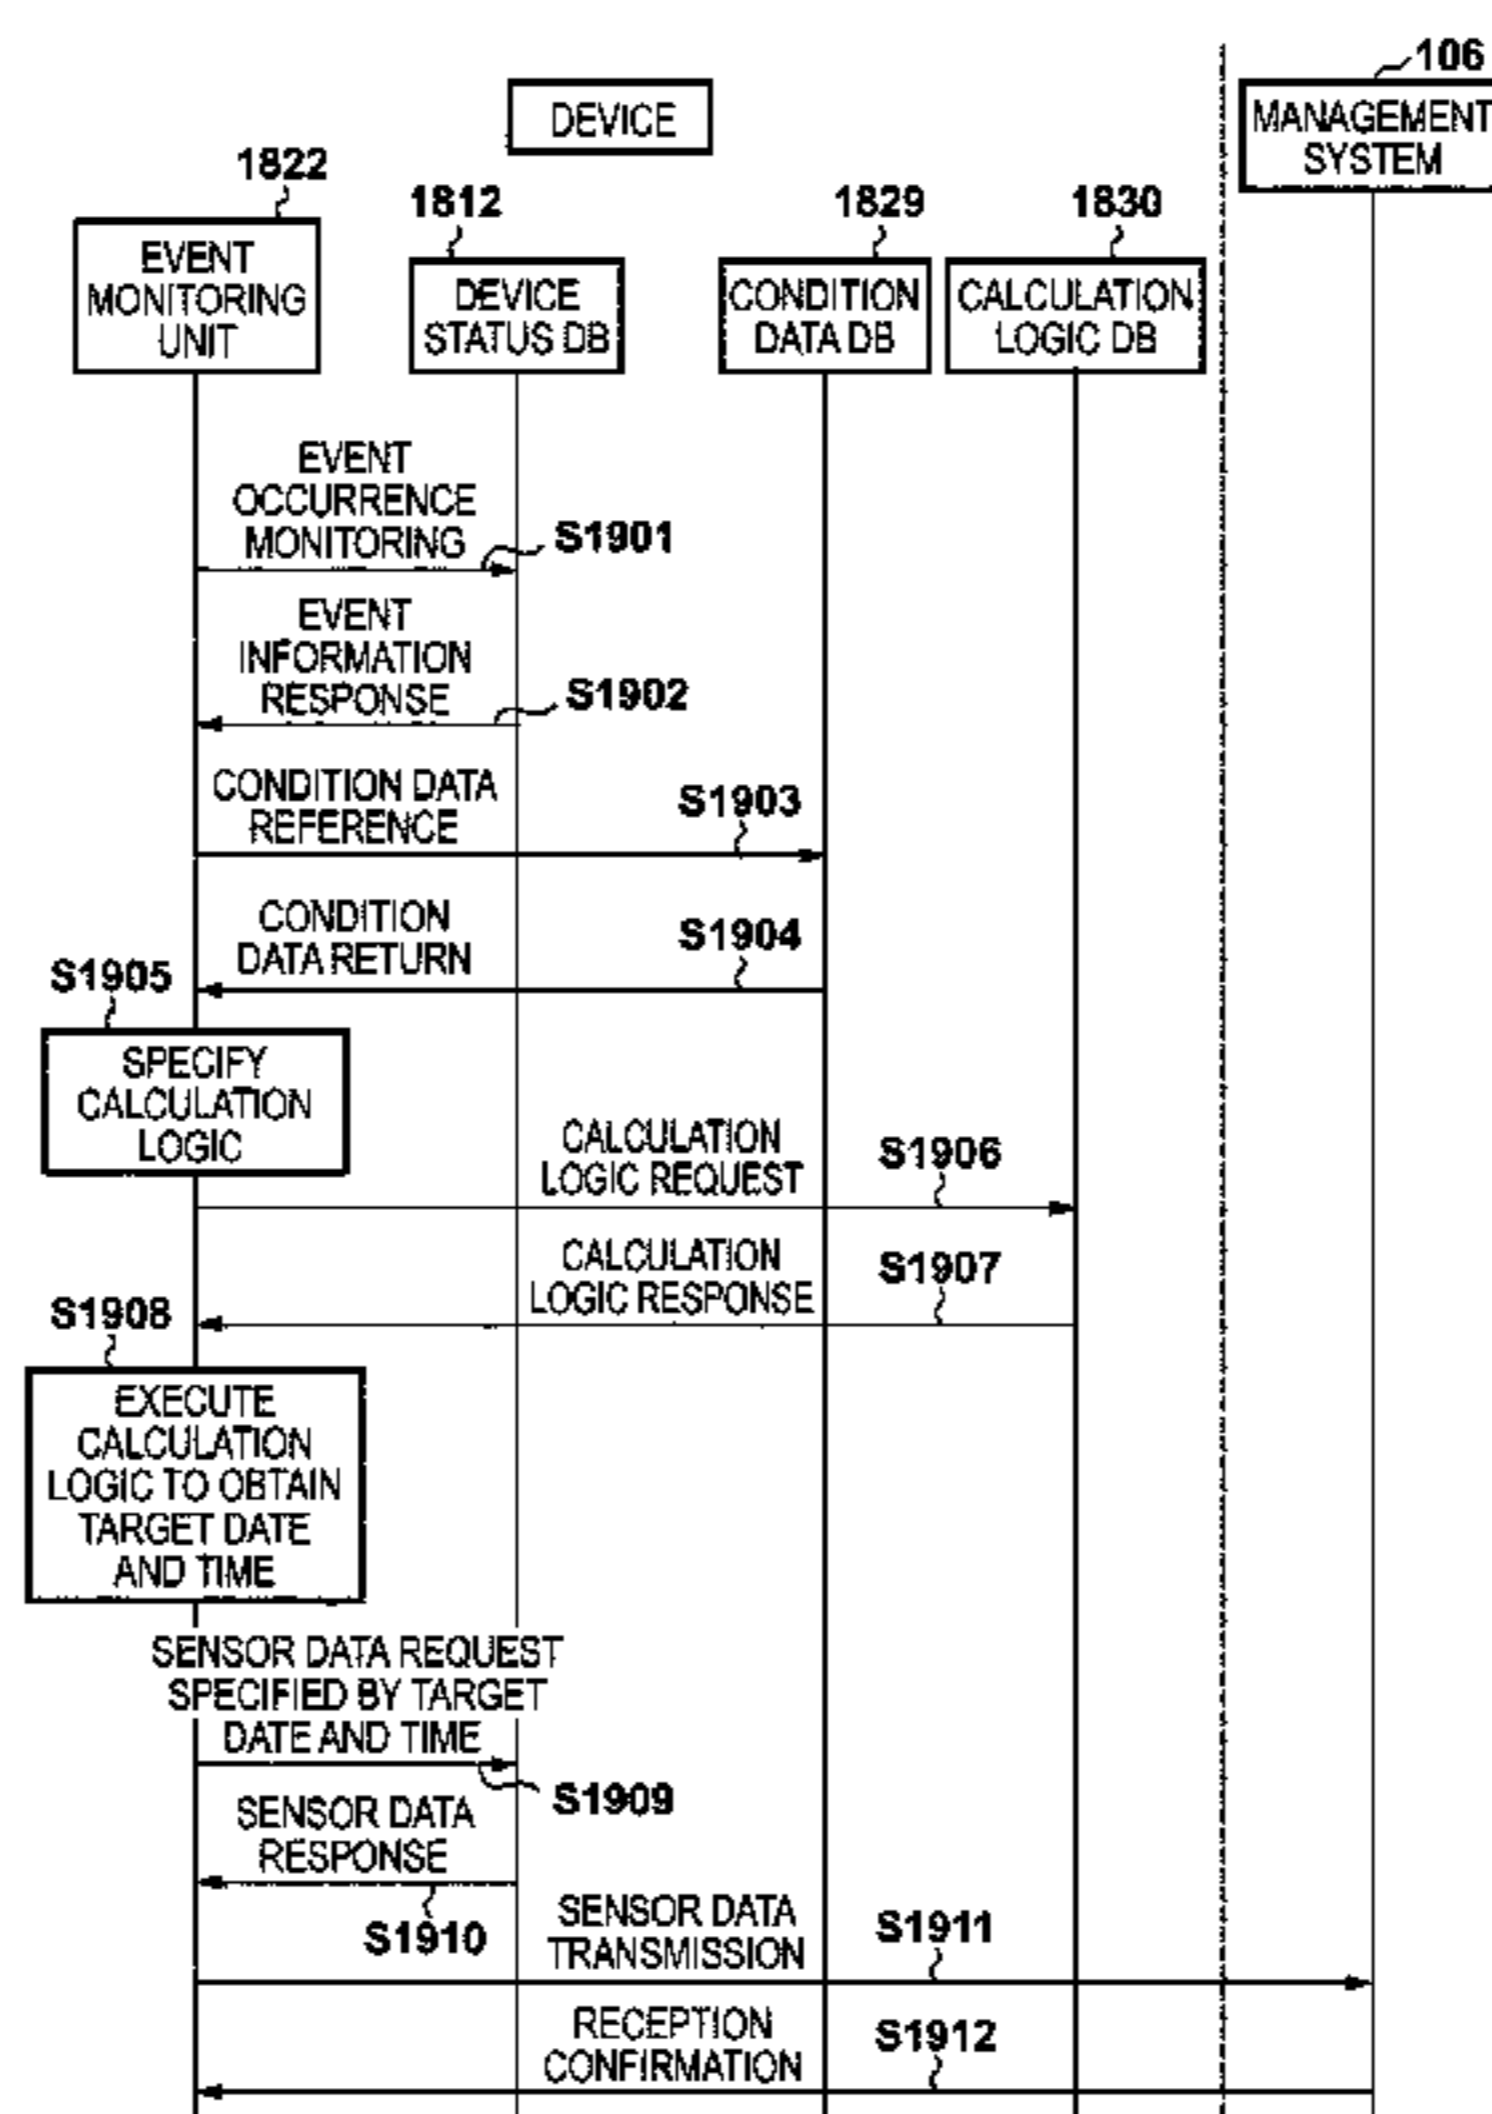 106
DEVICE
MANAGEMENT
SYSTEM
1822
1812
1829
1830
EVENT
MONITORING
UNIT
DEVICE
STATUS DB
CONDITION
DATA DB
CALCULATION
LOGIC DB
EVENT
OCCURRENCE
MONITORING
S1901
EVENT
INFORMATION
RESPONSE
S1902
CONDITION DATA
REFERENCE
S1903
CONDITION
DATA RETURN
S1904
S1905
SPECIFY
CALCULATION
LOGIC
CALCULATION
LOGIC REQUEST
S1906
CALCULATION
LOGIC RESPONSE
S1907
S1908
EXECUTE
CALCULATION
LOGIC TO OBTAIN
TARGET DATE
AND TIME
SENSOR DATA REQUEST
SPECIFIED BY TARGET
DATE AND TIME
S1909
SENSOR DATA
RESPONSE
S1910
SENSOR DATA
TRANSMISSION
S1911
RECEPTION
CONFIRMATION
S1912